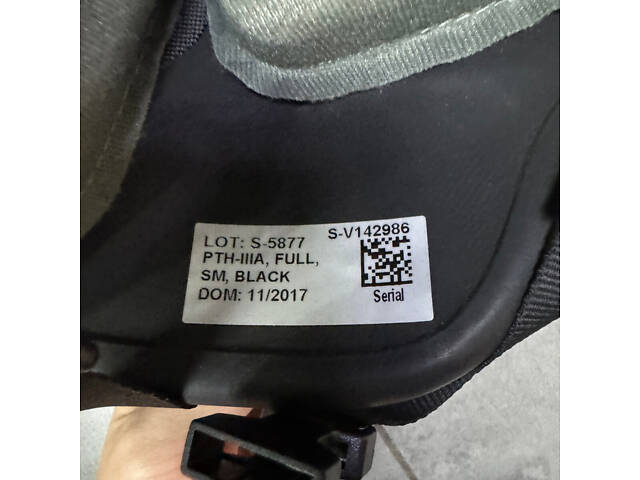 S-V142986
LOT: S-5877
PTH-IIIA, FULL,
SM, BLACK
DOM: 11/2017
Serial